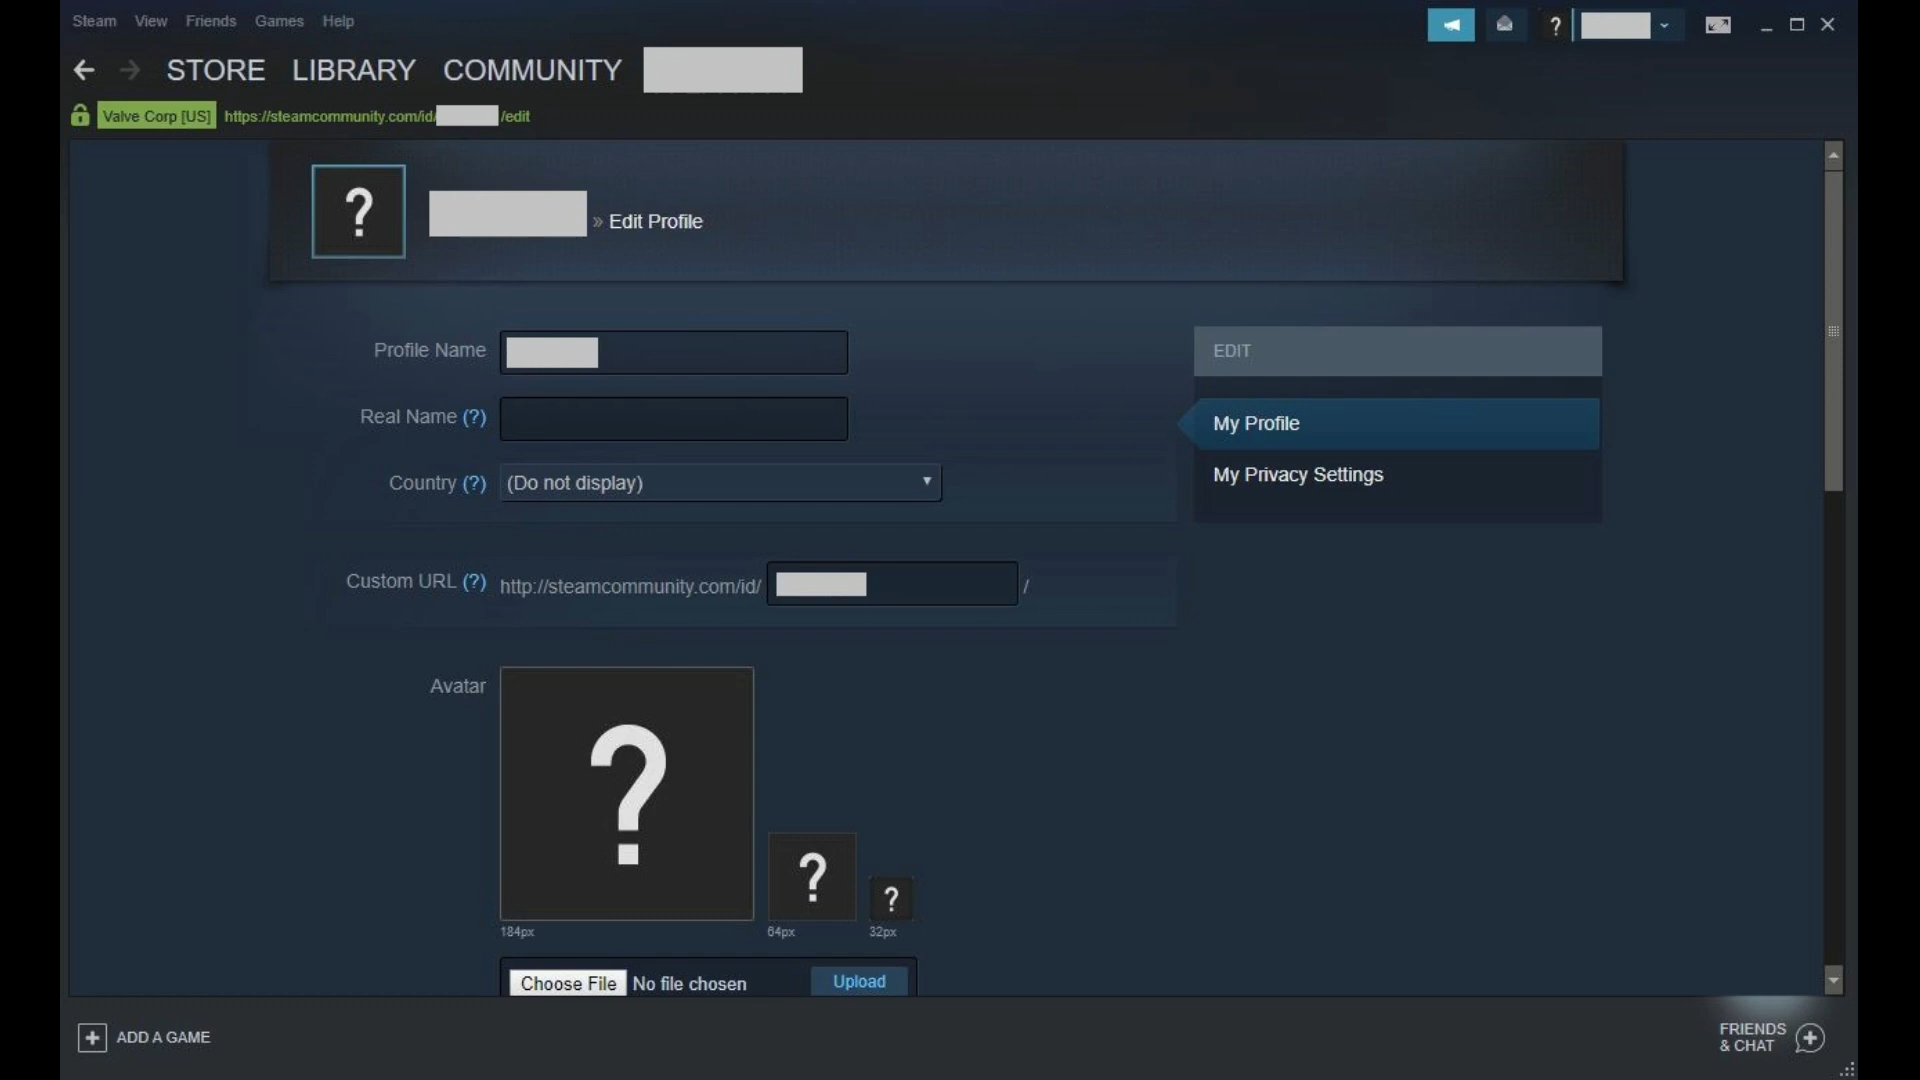 Steam View Friends Games Help
STORE LIBRARY COMMUNITY
Valve Corp [US] https://steamcommunity.com/id/ /edit
? » Edit Profile
Profile Name
EDIT
Real Name (?)
My Profile
Country (?) (Do not display)
My Privacy Settings
Custom URL (?) http://steamcommunity.com/id/ /
Avatar
?
?
?
184px 64px 32px
Choose File No file chosen Upload
ADD A GAME
FRIENDS
& CHAT